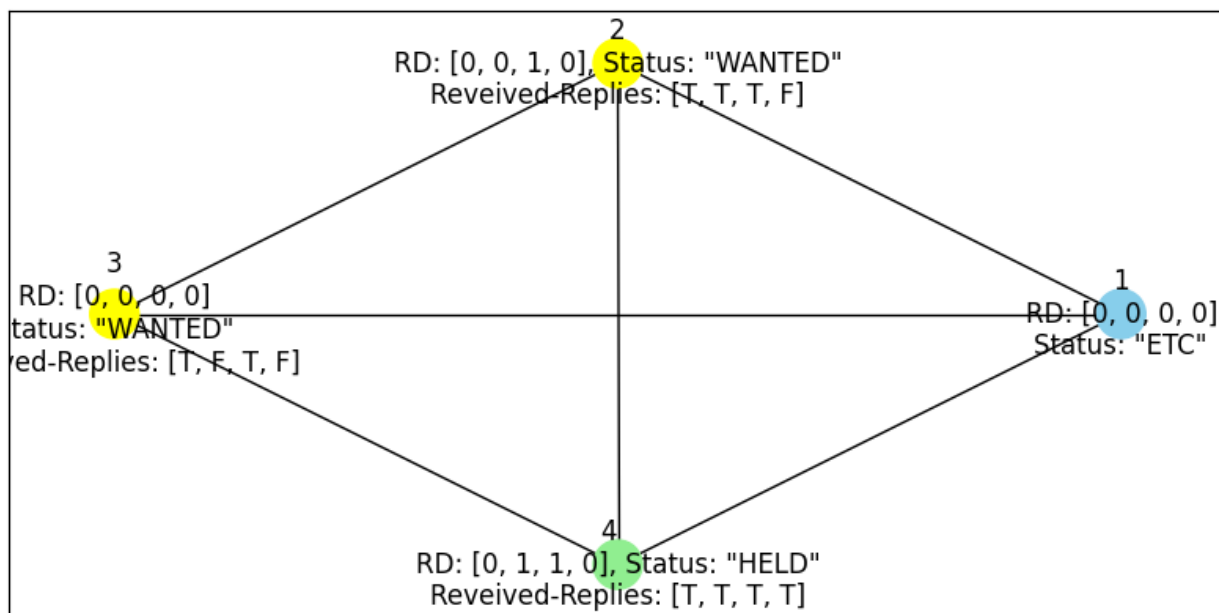 2
RD: [0, 0, 1, 0], Status: "WANTED"
Reveived-Replies: [T, T, T, F]
3
RD: [0, 0, 0, 0]
tatus: "WANTED"
ved-Replies: [T, F, T, F]
1
RD: [0, 0, 0, 0]
Status: "ETC"
4
RD: [0, 1, 1, 0], Status: "HELD"
Reveived-Replies: [T, T, T, T]